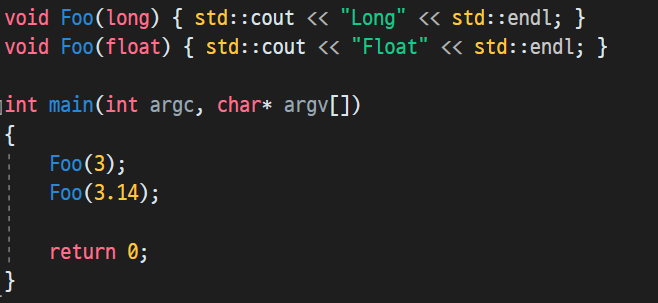 void Foo(long) { std::cout << "Long" << std::endl; }
void Foo(float) { std::cout << "Float" << std::endl; }
int main(int argc, char* argv[])
{
    Foo(3);
    Foo(3.14);
    return 0;
}